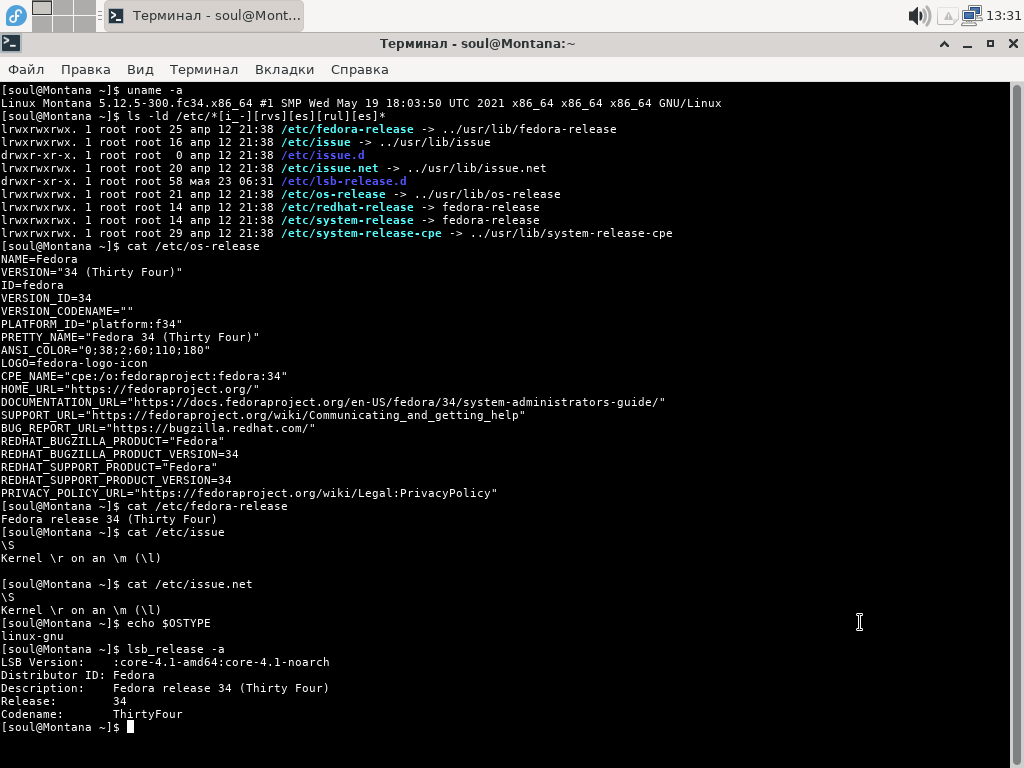 Терминал - soul@Mont...
13:31
Терминал - soul@Montana:~
Файл Правка Вид Терминал Вкладки Справка
[soul@Montana ~]$ uname -a
Linux Montana 5.12.5-300.fc34.x86_64 #1 SMP Wed May 19 18:03:50 UTC 2021 x86_64 x86_64 x86_64 GNU/Linux
[soul@Montana ~]$ ls -ld /etc/*[i_-][rvs][es][rul][es]*
lrwxrwxrwx. 1 root root 25 апр 12 21:38 /etc/fedora-release -> ../usr/lib/fedora-release
lrwxrwxrwx. 1 root root 16 апр 12 21:38 /etc/issue -> ../usr/lib/issue
drwxr-xr-x. 1 root root  0 апр 12 21:38 /etc/issue.d
lrwxrwxrwx. 1 root root 20 апр 12 21:38 /etc/issue.net -> ../usr/lib/issue.net
drwxr-xr-x. 1 root root 58 мая 23 06:31 /etc/lsb-release.d
lrwxrwxrwx. 1 root root 21 апр 12 21:38 /etc/os-release -> ../usr/lib/os-release
lrwxrwxrwx. 1 root root 14 апр 12 21:38 /etc/redhat-release -> fedora-release
lrwxrwxrwx. 1 root root 14 апр 12 21:38 /etc/system-release -> fedora-release
lrwxrwxrwx. 1 root root 29 апр 12 21:38 /etc/system-release-cpe -> ../usr/lib/system-release-cpe
[soul@Montana ~]$ cat /etc/os-release
NAME=Fedora
VERSION="34 (Thirty Four)"
ID=fedora
VERSION_ID=34
VERSION_CODENAME=""
PLATFORM_ID="platform:f34"
PRETTY_NAME="Fedora 34 (Thirty Four)"
ANSI_COLOR="0;38;2;60;110;180"
LOGO=fedora-logo-icon
CPE_NAME="cpe:/o:fedoraproject:fedora:34"
HOME_URL="https://fedoraproject.org/"
DOCUMENTATION_URL="https://docs.fedoraproject.org/en-US/fedora/34/system-administrators-guide/"
SUPPORT_URL="https://fedoraproject.org/wiki/Communicating_and_getting_help"
BUG_REPORT_URL="https://bugzilla.redhat.com/"
REDHAT_BUGZILLA_PRODUCT="Fedora"
REDHAT_BUGZILLA_PRODUCT_VERSION=34
REDHAT_SUPPORT_PRODUCT="Fedora"
REDHAT_SUPPORT_PRODUCT_VERSION=34
PRIVACY_POLICY_URL="https://fedoraproject.org/wiki/Legal:PrivacyPolicy"
[soul@Montana ~]$ cat /etc/fedora-release
Fedora release 34 (Thirty Four)
[soul@Montana ~]$ cat /etc/issue
\S
Kernel \r on an \m (\l)
[soul@Montana ~]$ cat /etc/issue.net
\S
Kernel \r on an \m (\l)
[soul@Montana ~]$ echo $OSTYPE
linux-gnu
[soul@Montana ~]$ lsb_release -a
LSB Version:    :core-4.1-amd64:core-4.1-noarch
Distributor ID: Fedora
Description:    Fedora release 34 (Thirty Four)
Release:        34
Codename:       ThirtyFour
[soul@Montana ~]$